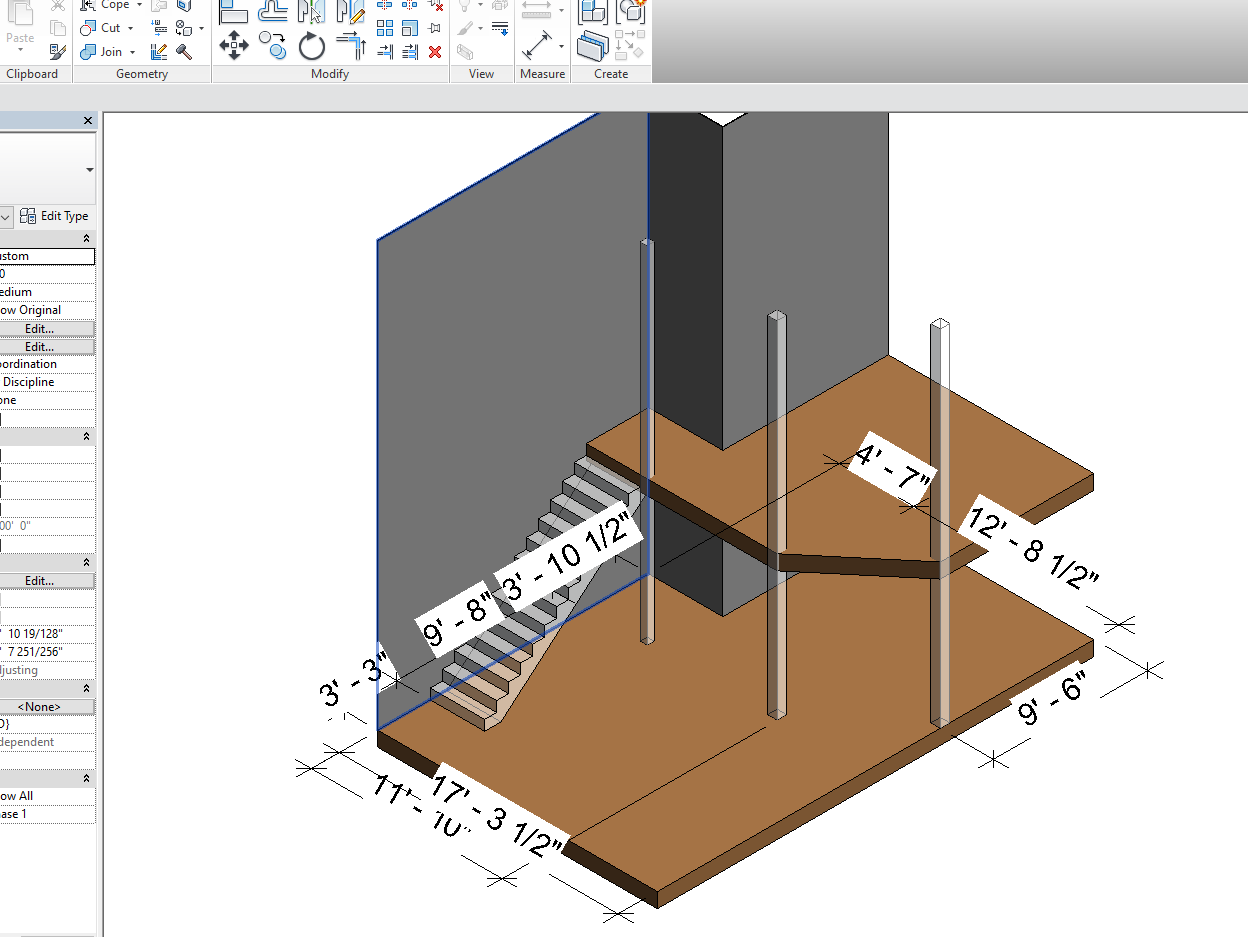 Cope
Paste
Cut
Join
Clipboard
Geometry
Modify
View
Measure
Create
Edit Type
ustom
0
edium
ow Original
Edit...
Edit...
oordination
Discipline
one
00' 0"
Edit...
' 10 19/128"
' 7 251/256"
ljusting
<None>
D}
dependent
ow All
ase 1
4' - 7"
12' - 8 1/2"
3' - 10 1/2"
9' - 8"
3' - 3"
9' - 6"
17' - 3 1/2"
11' - 10"